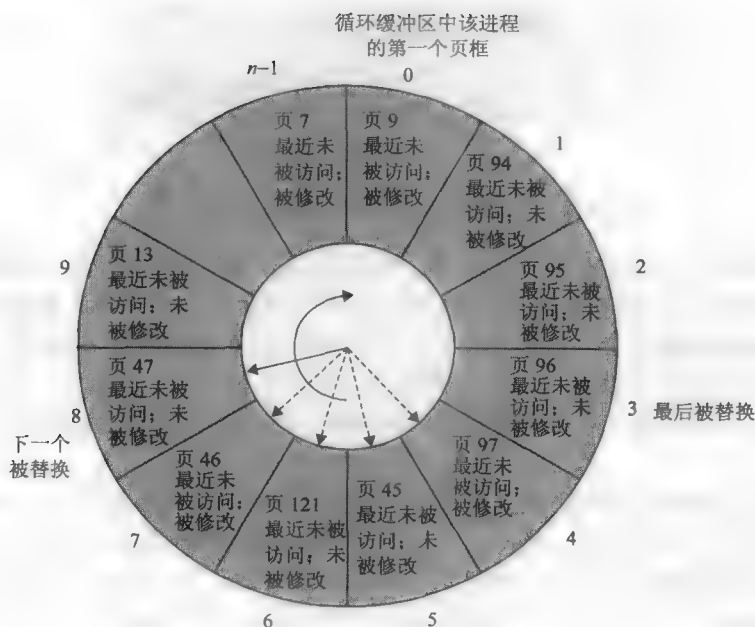 循环缓冲区中该进程
的第一个页框
n–1
0
页 7
最近未
被访问;
被修改
页 9
最近未
被访问;
被修改
1
页 94
最近未被
访问; 未
被修改
2
页 95
最近未被
访问; 未
被修改
页 96
最近未被
访问; 未
被修改
3 最后被替换
页 97
最近未
被访问;
被修改
4
页 45
最近未被
访问; 未
被修改
5
页 121
最近未被
访问; 未
被修改
6
页 46
最近未
被访问;
被修改
7
页 47
最近未被
访问; 未
被修改
8
下一个
被替换
页 13
最近未被
访问; 未
被修改
9